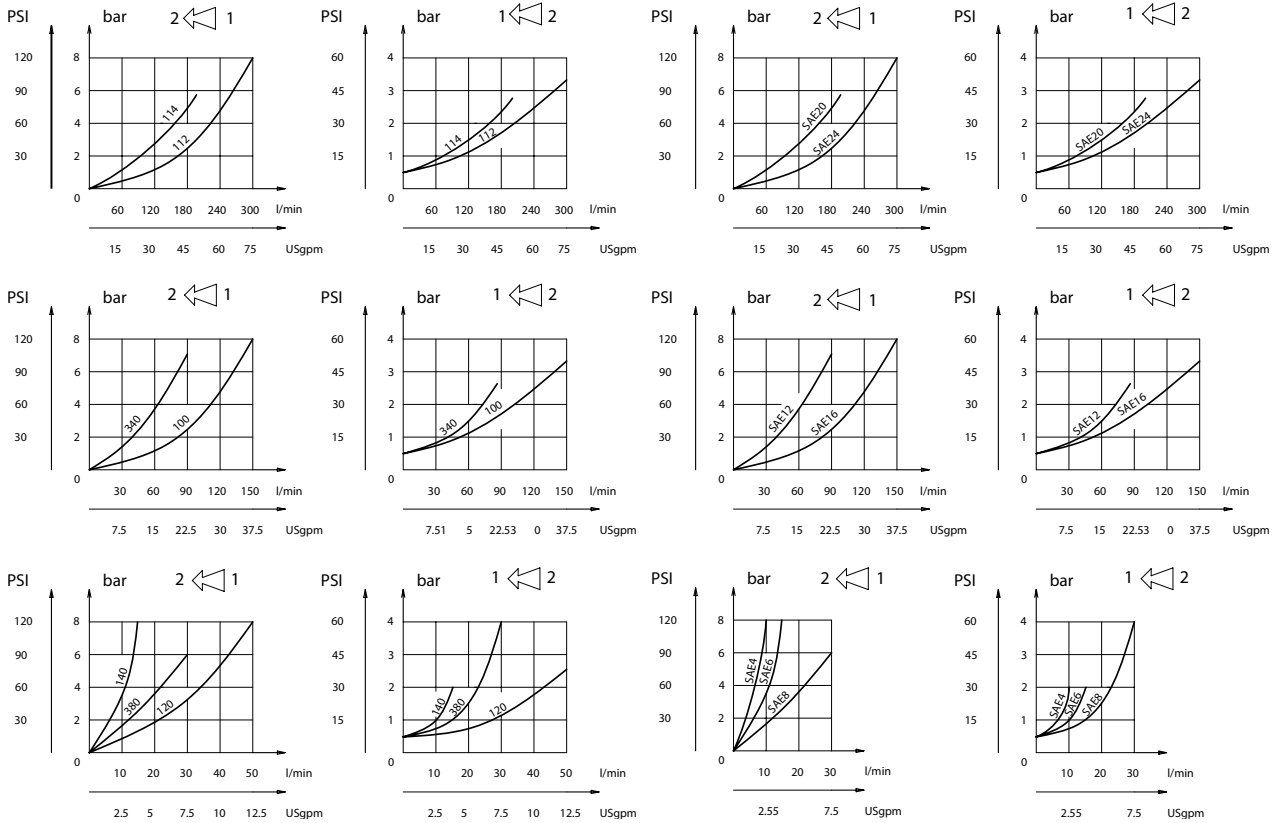 PSI bar 2 1
120 8
90 6
60 4
30 2
0
114
112
60 120 180 240 300 l/min
15 30 45 60 75 USgpm
PSI bar 1 2
60 4
45 3
30 2
15 1
0
114
112
60 120 180 240 300 l/min
15 30 45 60 75 USgpm
PSI bar 2 1
120 8
90 6
60 4
30 2
0
SAE20
SAE24
60 120 180 240 300 l/min
15 30 45 60 75 USgpm
PSI bar 1 2
60 4
45 3
30 2
15 1
0
SAE20
SAE24
60 120 180 240 300 l/min
15 30 45 60 75 USgpm
PSI bar 2 1
120 8
90 6
60 4
30 2
0
340
100
30 60 90 120 150 l/min
7.5 15 22.5 30 37.5 USgpm
PSI bar 1 2
60 4
45 3
30 2
15 1
0
340
100
30 60 90 120 150 l/min
7.51 5 22.53 0 37.5 USgpm
PSI bar 2 1
120 8
90 6
60 4
30 2
0
SAE12
SAE16
30 60 90 120 150 l/min
7.5 15 22.5 30 37.5 USgpm
PSI bar 1 2
60 4
45 3
30 2
15 1
0
SAE12
SAE16
30 60 90 120 150 l/min
7.5 15 22.53 0 37.5 USgpm
PSI bar 2 1
120 8
90 6
60 4
30 2
0
140
380
120
10 20 30 40 50 l/min
2.5 5 7.5 10 12.5 USgpm
PSI bar 1 2
60 4
45 3
30 2
15 1
0
140
380
120
10 20 30 40 50 l/min
2.5 5 7.5 10 12.5 USgpm
PSI bar 2 1
120 8
90 6
60 4
30 2
0
SAE4
SAE6
SAE8
10 20 30 l/min
2.55 7.5 USgpm
PSI bar 1 2
60 4
45 3
30 2
15 1
0
SAE4
SAE6
SAE8
10 20 30 l/min
2.55 7.5 USgpm